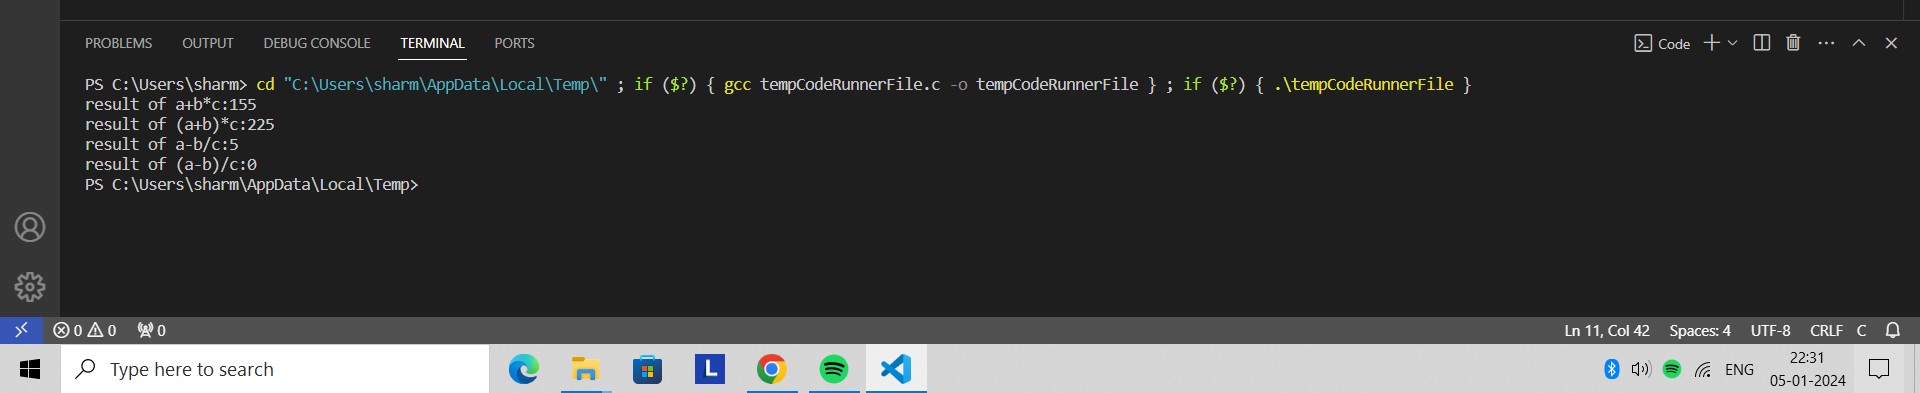 PROBLEMS OUTPUT DEBUG CONSOLE TERMINAL PORTS Code
PS C:\Users\sharm> cd "C:\Users\sharm\AppData\Local\Temp\" ; if ($?) { gcc tempCodeRunnerFile.c -o tempCodeRunnerFile } ; if ($?) { .\tempCodeRunnerFile }
result of a+b*c:155
result of (a+b)*c:225
result of a-b/c:5
result of (a-b)/c:0
PS C:\Users\sharm\AppData\Local\Temp>
0 0 0 Ln 11, Col 42 Spaces: 4 UTF-8 CRLF C
Type here to search L ENG 22:31
05-01-2024